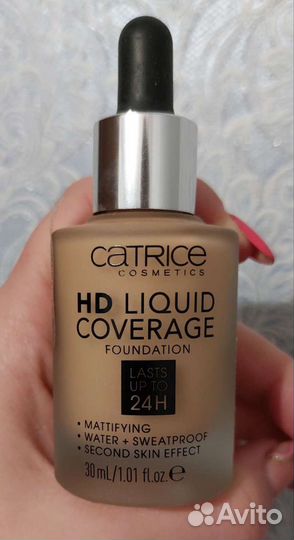 CATRICE
COSMETICS
HD LIQUID
COVERAGE
FOUNDATION
LASTS
UP TO
24H
• MATTIFYING
• WATER + SWEATPROOF
• SECOND SKIN EFFECT
30 ml/1.01 fl.oz.℮
Avito